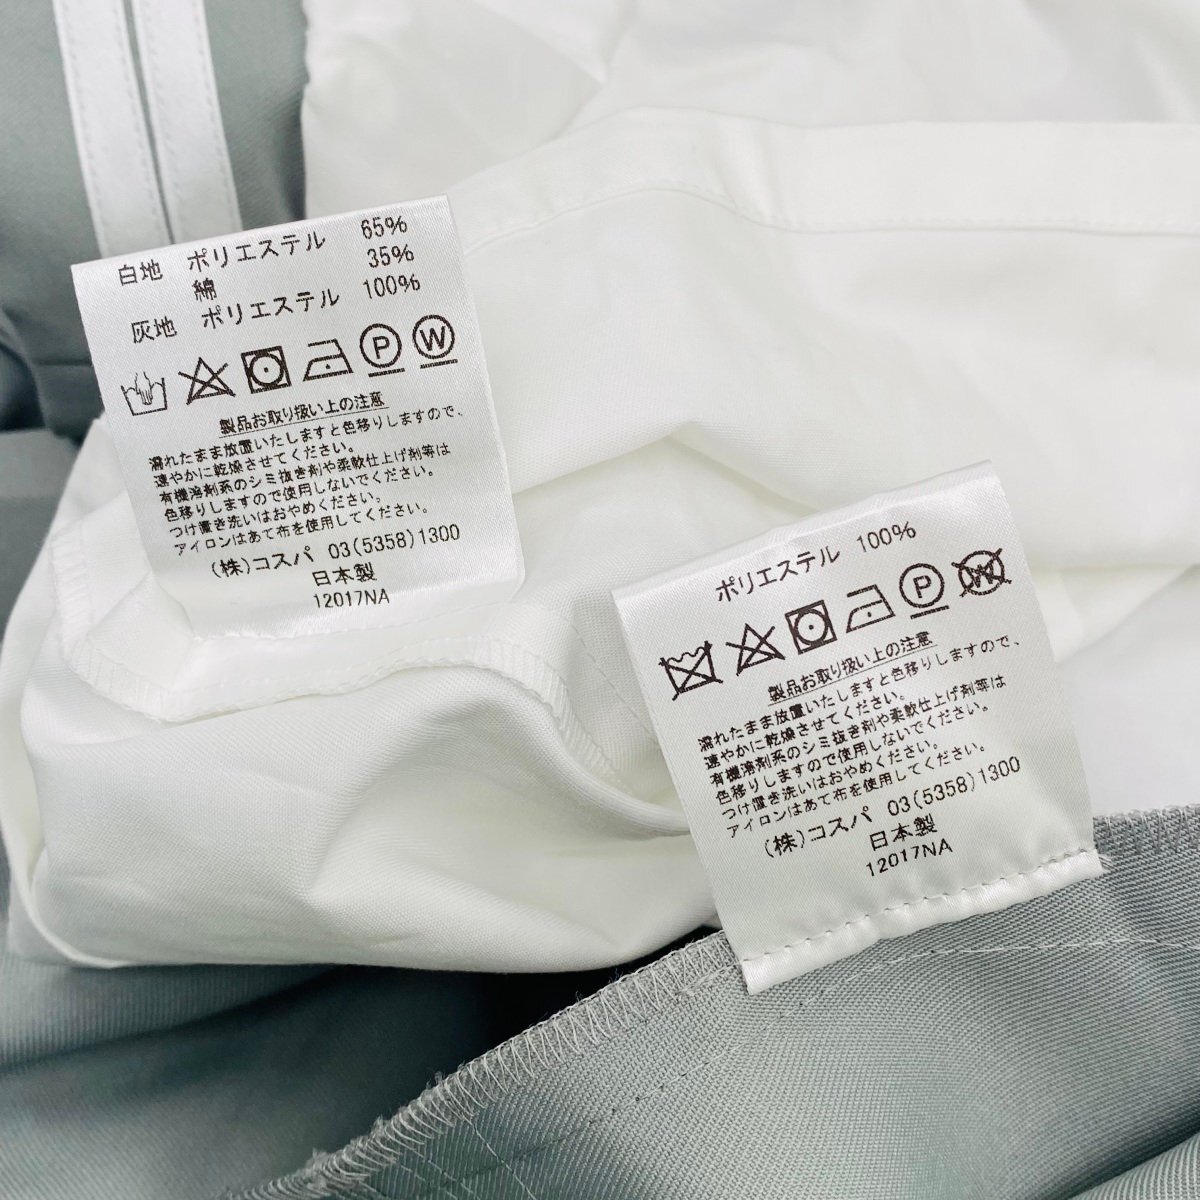 白地 ポリエステル 65%
綿 35%
灰地 ポリエステル 100%
P W
製品お取り扱い上の注意
濡れたまま放置いたしますと色移りしますので、
速やかに乾燥させてください。
有機溶剤系のシミ抜き剤や柔軟仕上げ剤等は
色移りしますので使用しないでください。
つけ置き洗いはおやめください。
アイロンはあて布を使用してください。
(株)コスパ 03(5358)1300
日本製
12017NA
ポリエステル 100%
P W
製品お取り扱い上の注意
濡れたまま放置いたしますと色移りしますので、
速やかに乾燥させてください。
有機溶剤系のシミ抜き剤や柔軟仕上げ剤等は
色移りしますので使用しないでください。
つけ置き洗いはおやめください。
アイロンはあて布を使用してください。
(株)コスパ 03(5358)1300
日本製
12017NA